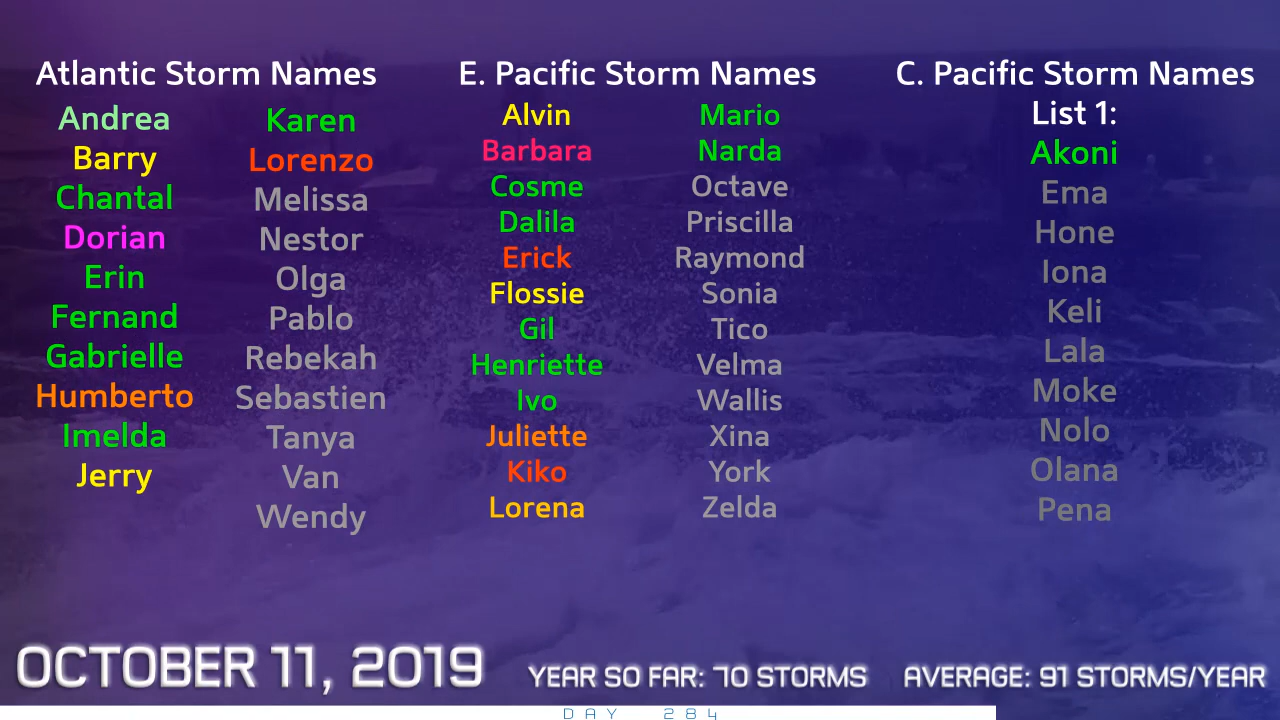 Atlantic Storm Names
Andrea
Barry
Chantal
Dorian
Erin
Fernand
Gabrielle
Humberto
Imelda
Jerry
Karen
Lorenzo
Melissa
Nestor
Olga
Pablo
Rebekah
Sebastien
Tanya
Van
Wendy
E. Pacific Storm Names
Alvin
Barbara
Cosme
Dalila
Erick
Flossie
Gil
Henriette
Ivo
Juliette
Kiko
Lorena
Mario
Narda
Octave
Priscilla
Raymond
Sonia
Tico
Velma
Wallis
Xina
York
Zelda
C. Pacific Storm Names
List 1:
Akoni
Ema
Hone
Iona
Keli
Lala
Moke
Nolo
Olana
Pena
OCTOBER 11, 2019
YEAR SO FAR: 70 STORMS
AVERAGE: 91 STORMS/YEAR
DAY 284